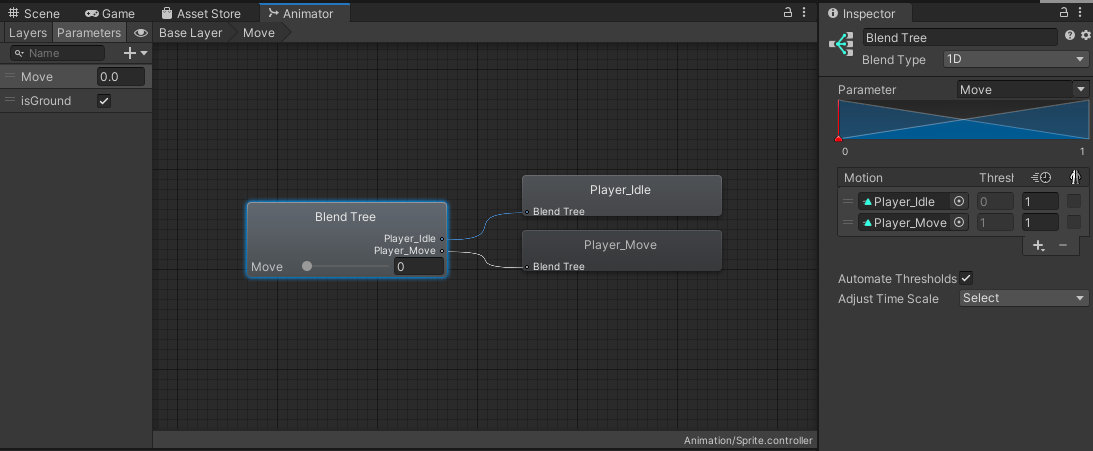 Scene Game Asset Store Animator
Layers Parameters
Base Layer Move
Name
Move 0.0
isGround
Blend Tree
Player_Idle
Player_Move
Move 0
Player_Idle
Blend Tree
Player_Move
Blend Tree
Animation/Sprite.controller
Inspector
Blend Tree
Blend Type 1D
Parameter Move
0 1
Motion Thresh
Player_Idle 0 1
Player_Move 1 1
Automate Thresholds
Adjust Time Scale Select